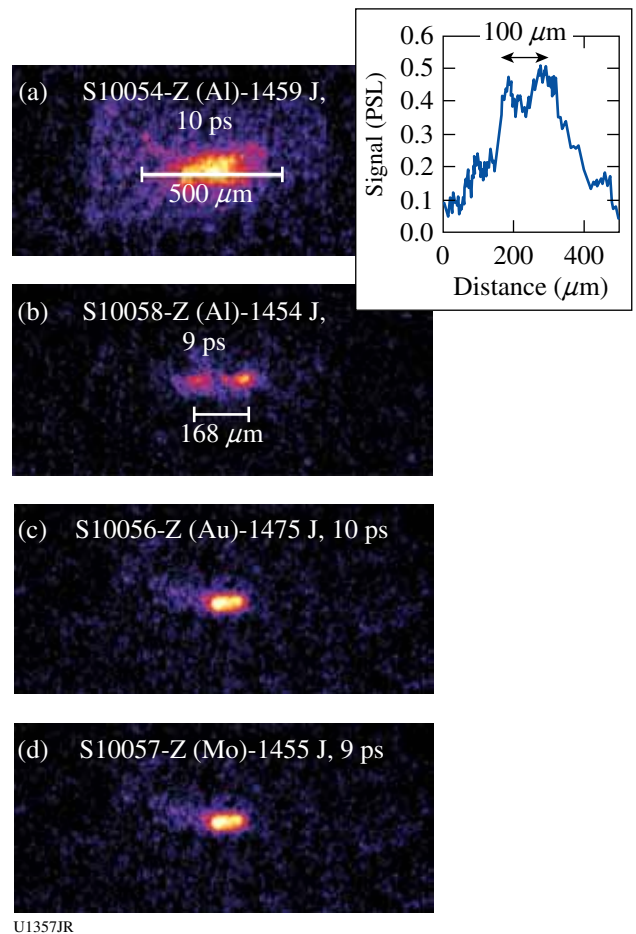 (a) S10054-Z (Al)-1459 J,
10 ps
500 μm
100 μm
Signal (PSL)
0.6
0.5
0.4
0.3
0.2
0.1
0.0
0 200 400
Distance (μm)
(b) S10058-Z (Al)-1454 J,
9 ps
168 μm
(c) S10056-Z (Au)-1475 J, 10 ps
(d) S10057-Z (Mo)-1455 J, 9 ps
U1357JR